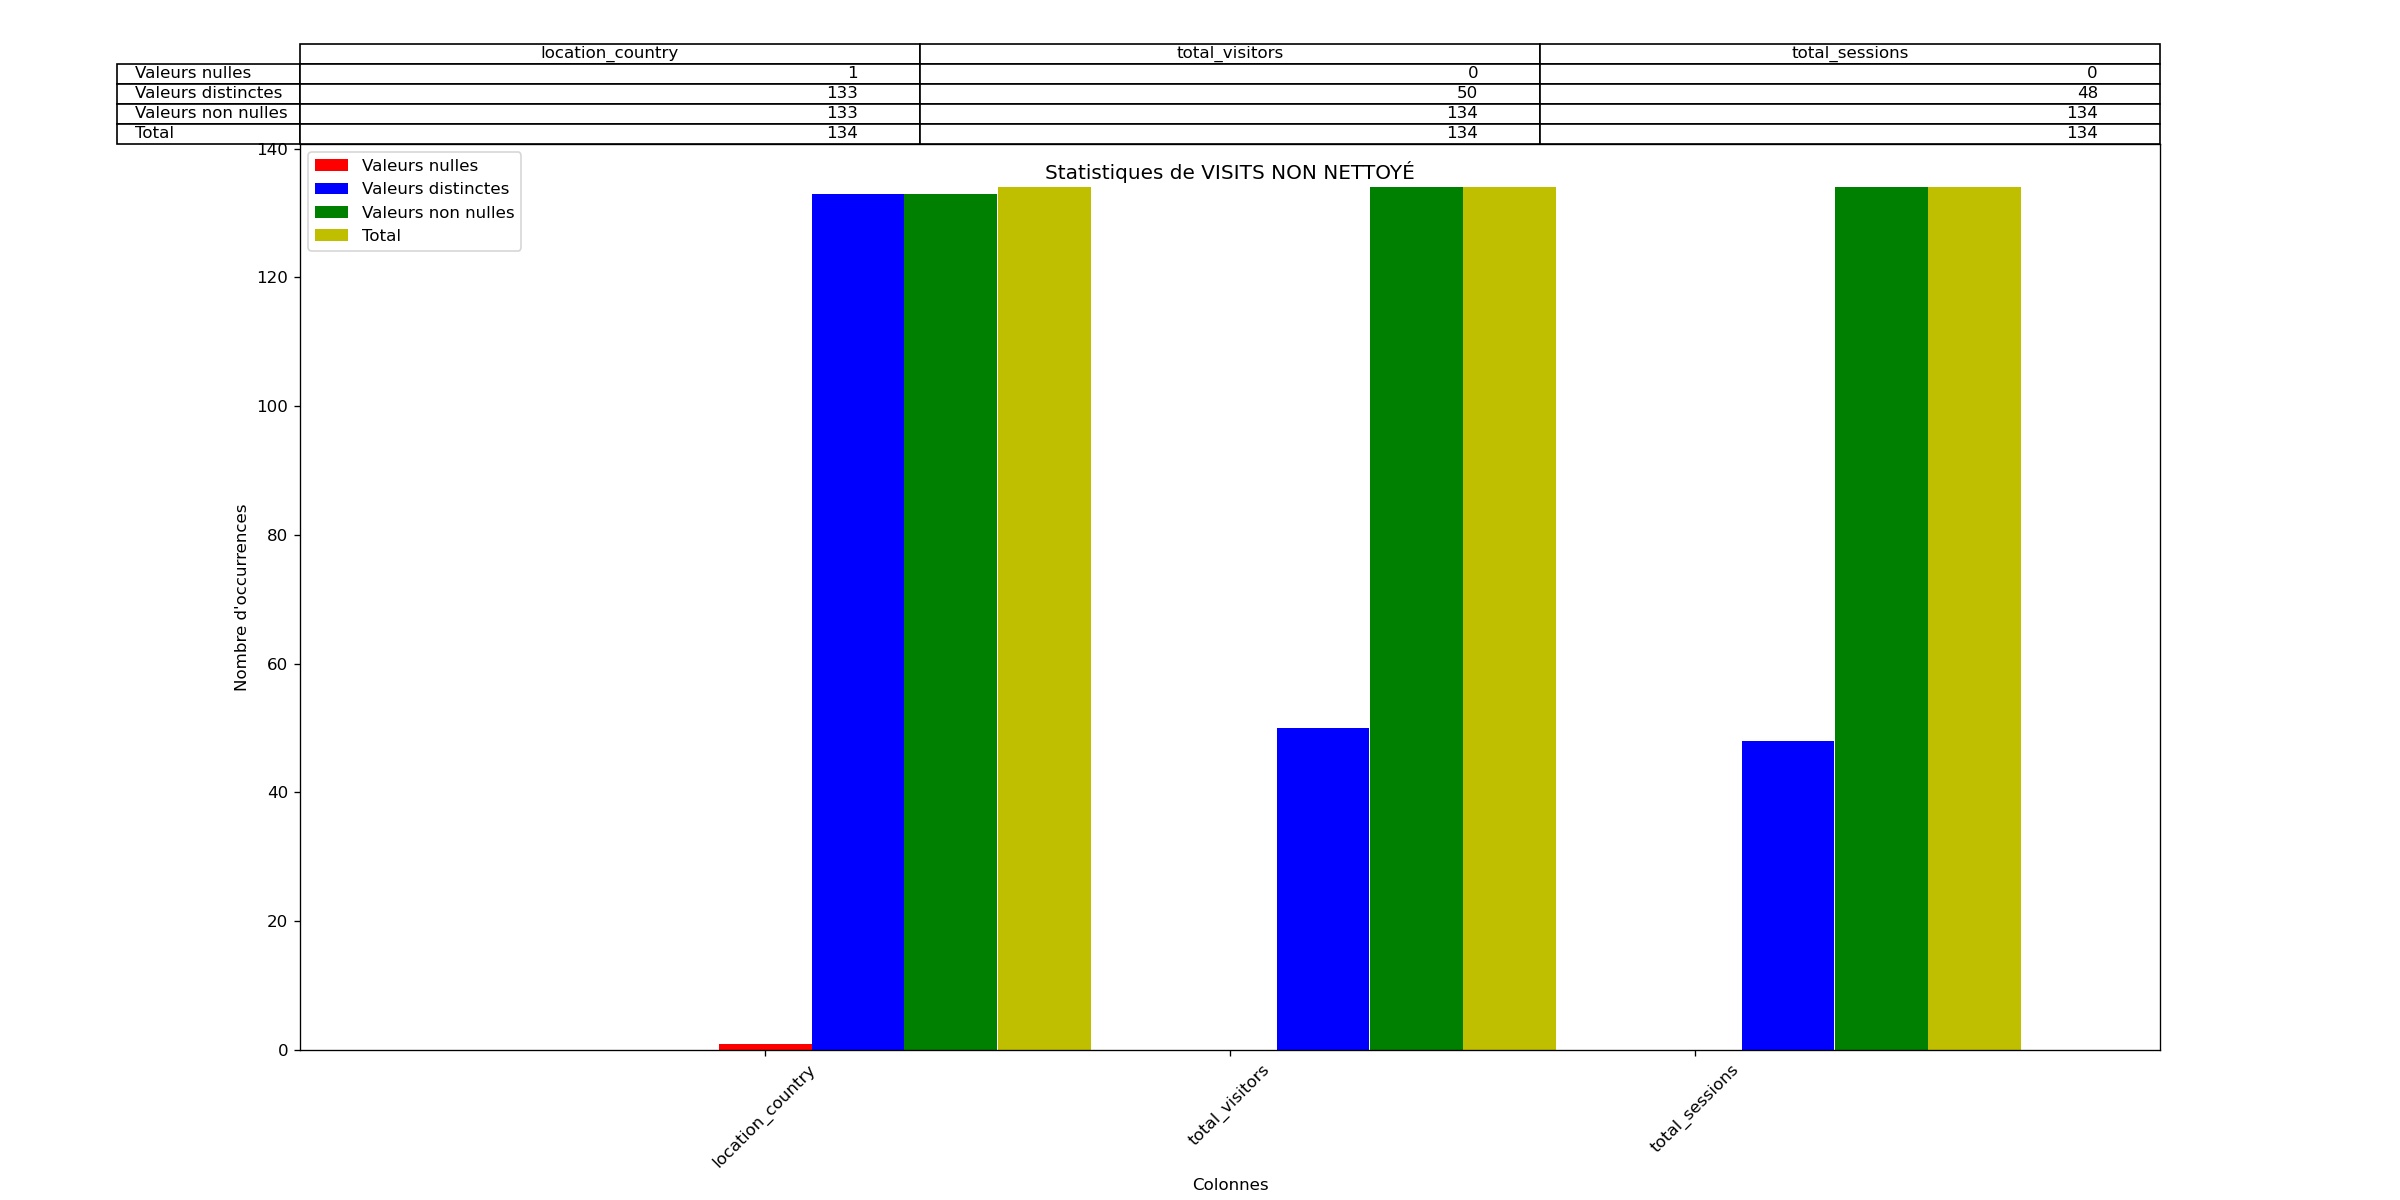 location_country total_visitors total_sessions
Valeurs nulles 1 0 0
Valeurs distinctes 133 50 48
Valeurs non nulles 133 134 134
Total 134 134 134
Statistiques de VISITS NON NETTOYÉ
Valeurs nulles
Valeurs distinctes
Valeurs non nulles
Total
140
120
100
80
60
40
20
0
Nombre d'occurrences
location_country total_visitors total_sessions
Colonnes